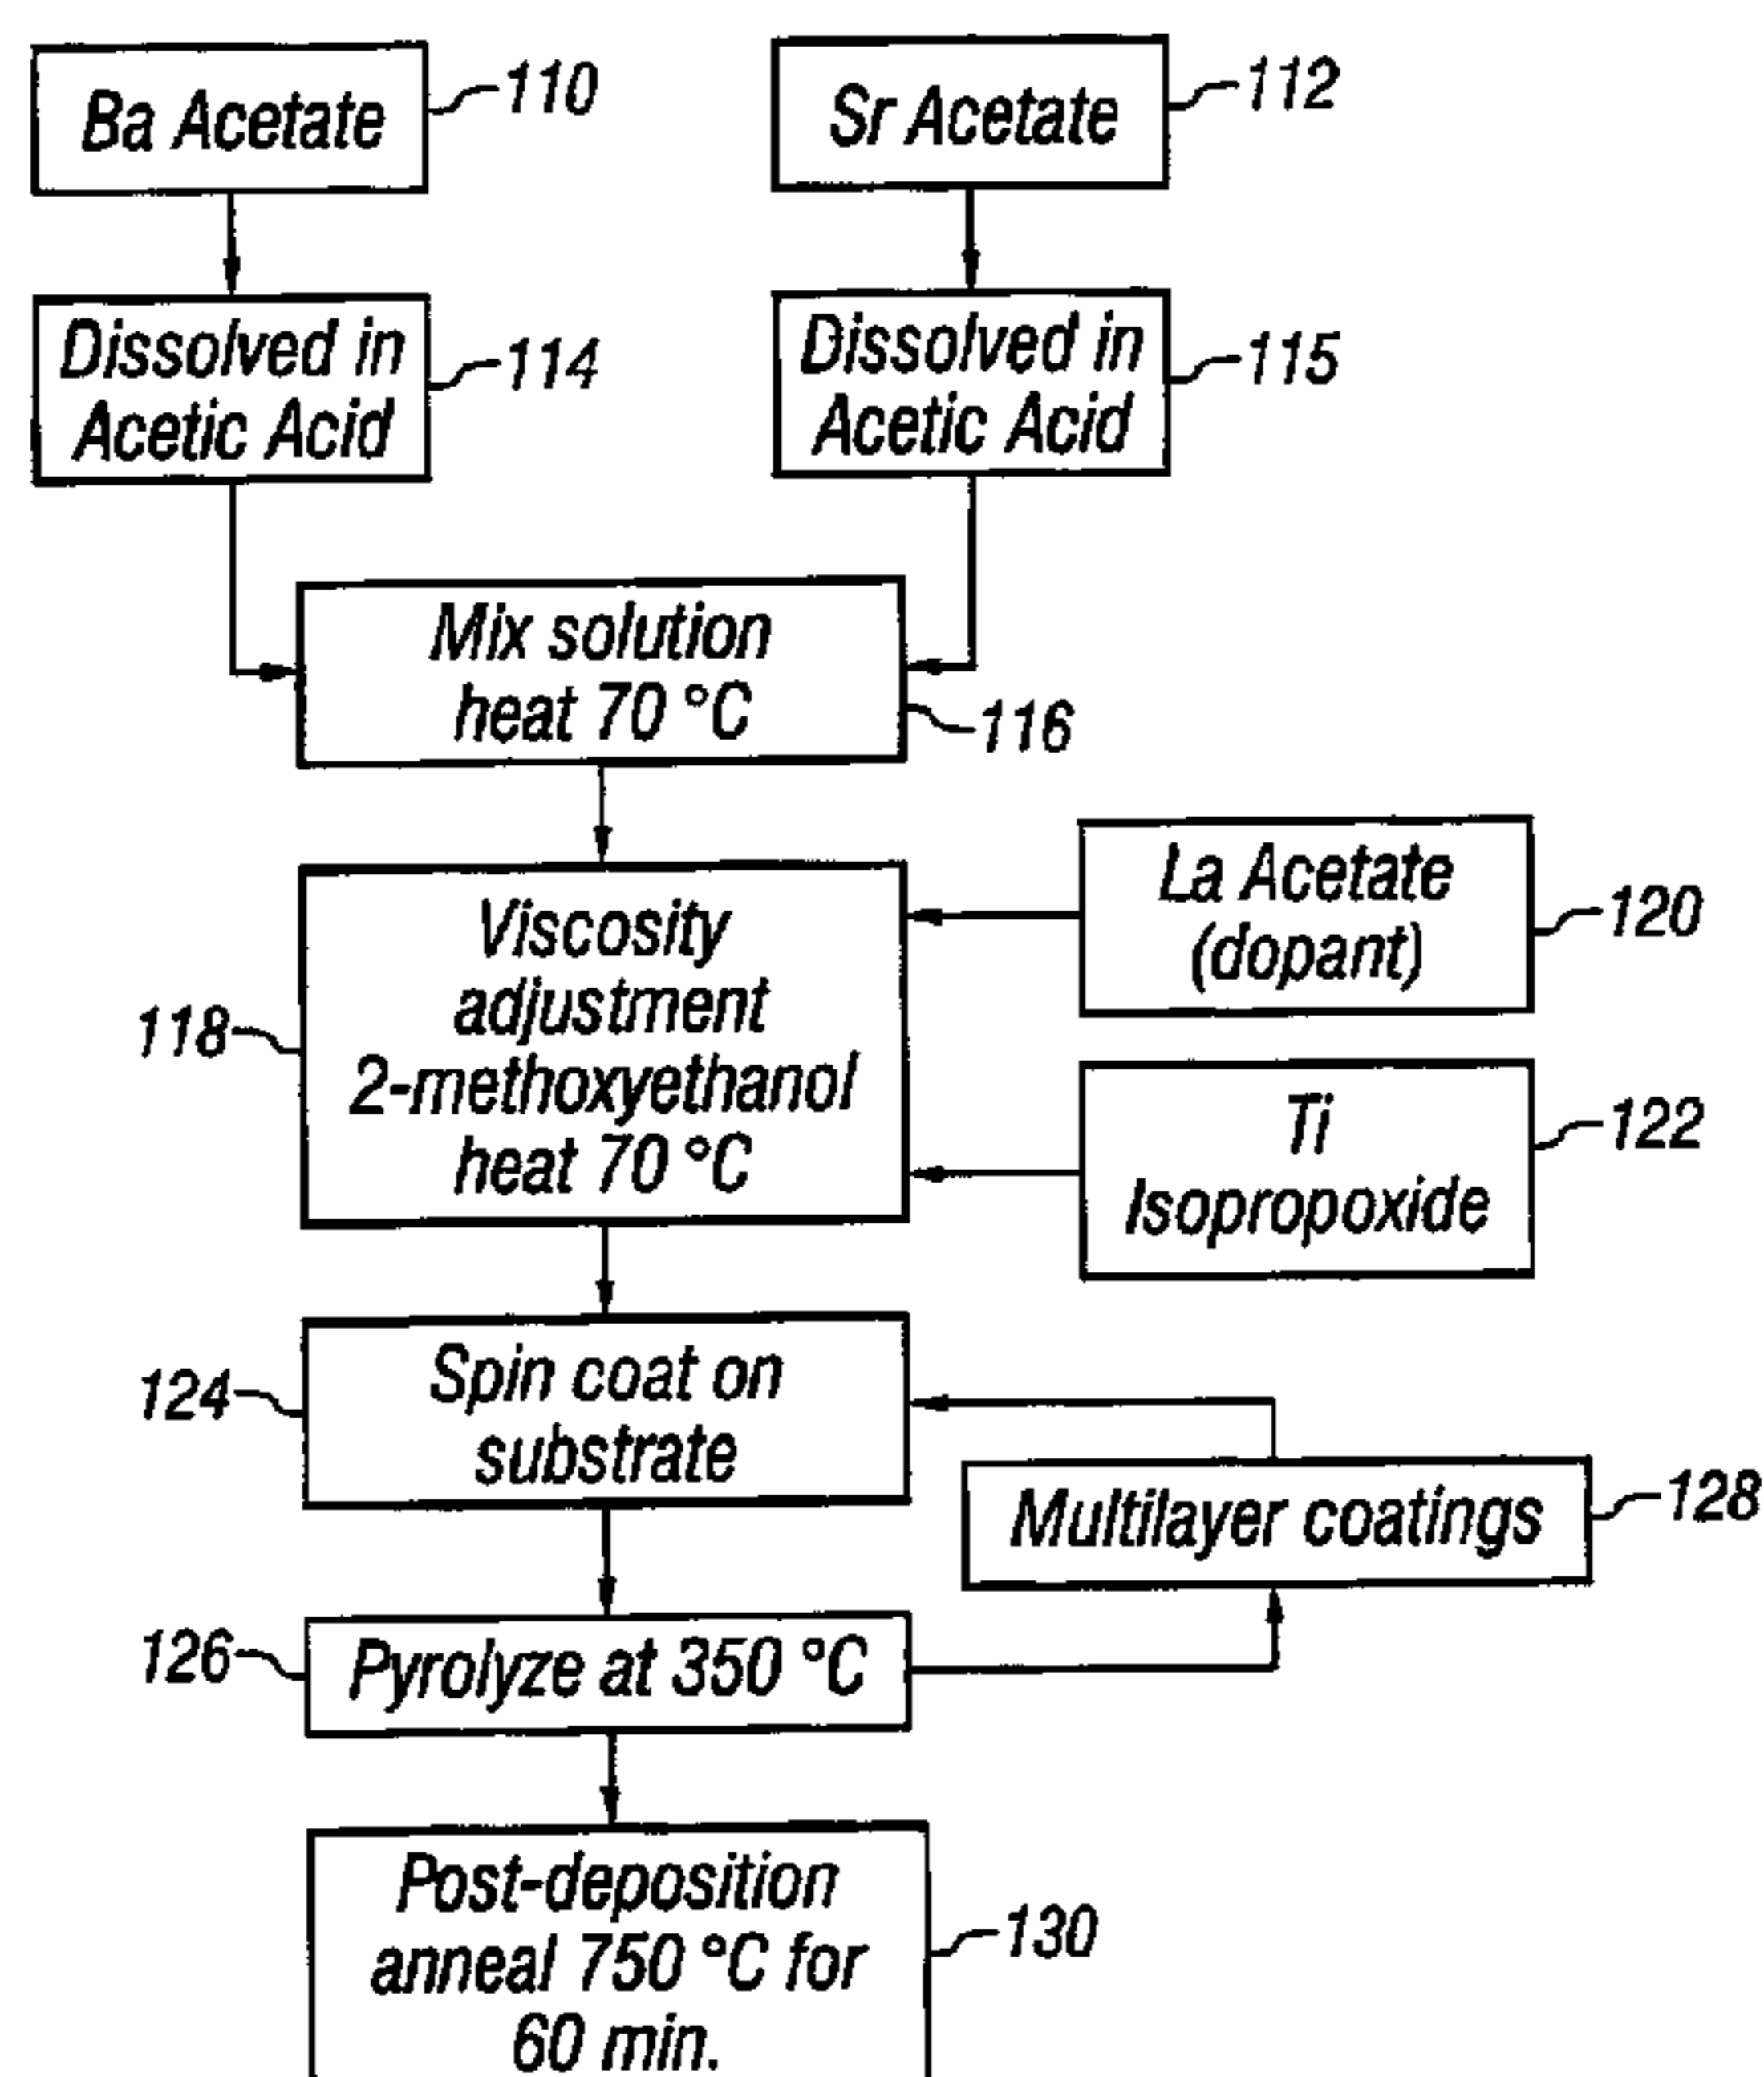 Ba Acetate
110
Sr Acetate
112
Dissolved in
Acetic Acid
114
Dissolved in
Acetic Acid
115
Mix solution
heat 70 °C
116
Viscosity
adjustment
2-methoxyethanol
heat 70 °C
118
La Acetate
(dopant)
120
Ti
Isopropoxide
122
Spin coat on
substrate
124
Multilayer coatings
128
Pyrolyze at 350 °C
126
Post-deposition
anneal 750 °C for
60 min.
130